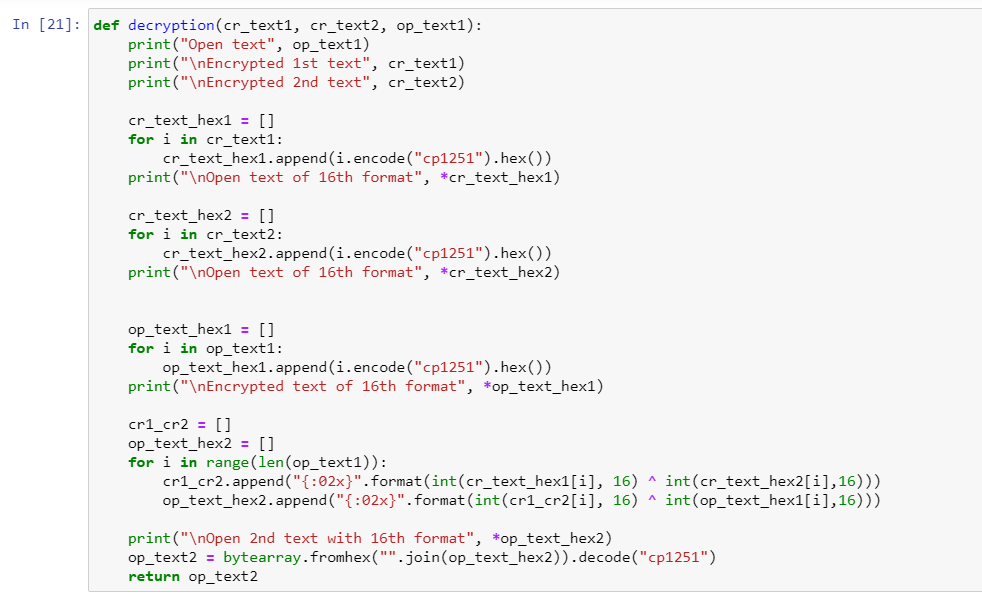 In [21]: def decryption(cr_text1, cr_text2, op_text1):
    print("Open text", op_text1)
    print("\nEncrypted 1st text", cr_text1)
    print("\nEncrypted 2nd text", cr_text2)

    cr_text_hex1 = []
    for i in cr_text1:
        cr_text_hex1.append(i.encode("cp1251").hex())
    print("\nOpen text of 16th format", *cr_text_hex1)

    cr_text_hex2 = []
    for i in cr_text2:
        cr_text_hex2.append(i.encode("cp1251").hex())
    print("\nOpen text of 16th format", *cr_text_hex2)


    op_text_hex1 = []
    for i in op_text1:
        op_text_hex1.append(i.encode("cp1251").hex())
    print("\nEncrypted text of 16th format", *op_text_hex1)

    cr1_cr2 = []
    op_text_hex2 = []
    for i in range(len(op_text1)):
        cr1_cr2.append("{:02x}".format(int(cr_text_hex1[i], 16) ^ int(cr_text_hex2[i],16)))
        op_text_hex2.append("{:02x}".format(int(cr1_cr2[i], 16) ^ int(op_text_hex1[i],16)))

    print("\nOpen 2nd text with 16th format", *op_text_hex2)
    op_text2 = bytearray.fromhex("".join(op_text_hex2)).decode("cp1251")
    return op_text2